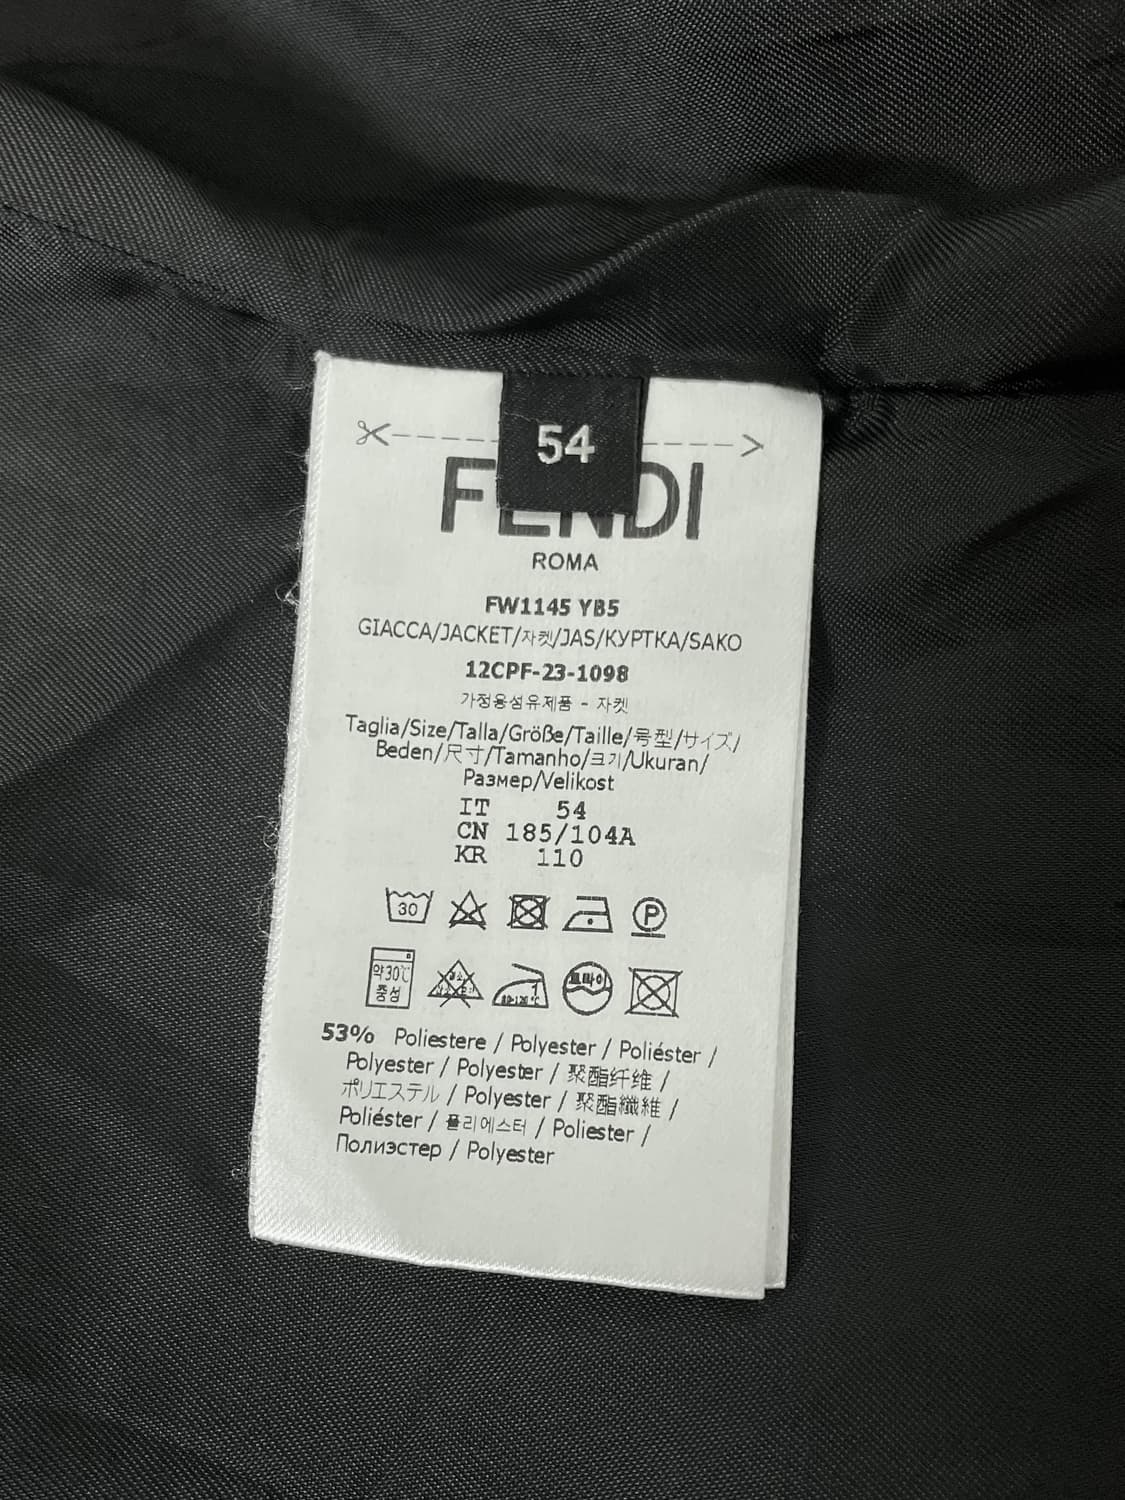 54
FENDI
ROMA
FW1145 YB5
GIACCA/JACKET/자켓/JAS/КУРТКА/SAKO
12CPF-23-1098
가정용섬유제품 - 자켓
Taglia/Size/Talla/Größe/Taille/号型/サイズ/
Beden/尺寸/Tamanho/크기/Ukuran/
Размер/Velikost
IT 54
CN 185/104A
KR 110
30 P
약30℃
중성
드라이
53% Poliestere / Polyester / Poliéster /
Polyester / Polyester / 聚酯纤维 /
ポリエステル / Polyester / 聚酯纖維 /
Poliéster / 폴리에스터 / Poliester /
Полиэстер / Polyester